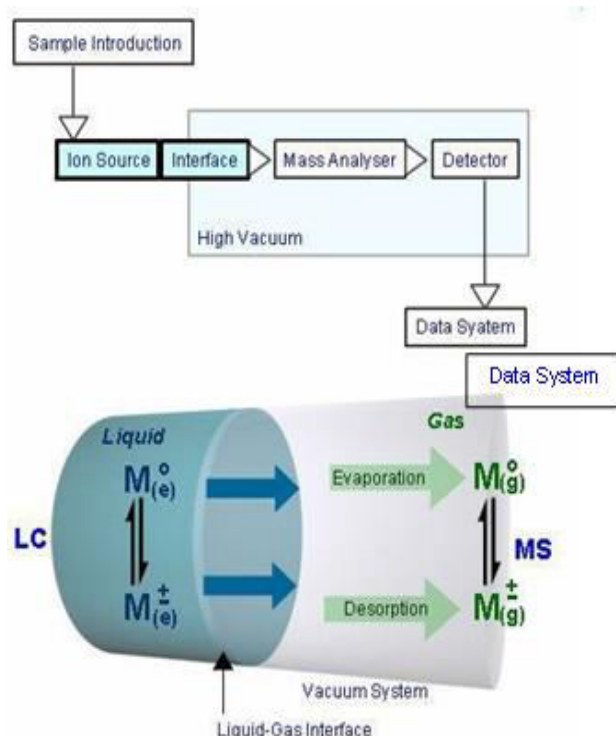 Sample Introduction
Ion Source
Interface
Mass Analyser
Detector
High Vacuum
Data Syatem
Data System
Liquid
Gas
M(e)°
Evaporation
M(g)°
LC
MS
M(e)±
Desorption
M(g)±
Vacuum System
Liquid-Gas Interface